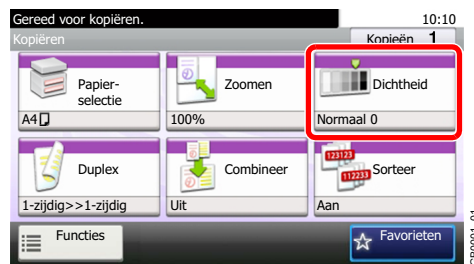 Gereed voor kopiëren. 10:10
Kopiëren Kopieën 1
Papier-
selectie
A4
Zoomen
100%
Dichtheid
Normaal 0
Duplex
1-zijdig>>1-zijdig
Combineer
Uit
123123
112233
Sorteer
Aan
Functies
Favorieten